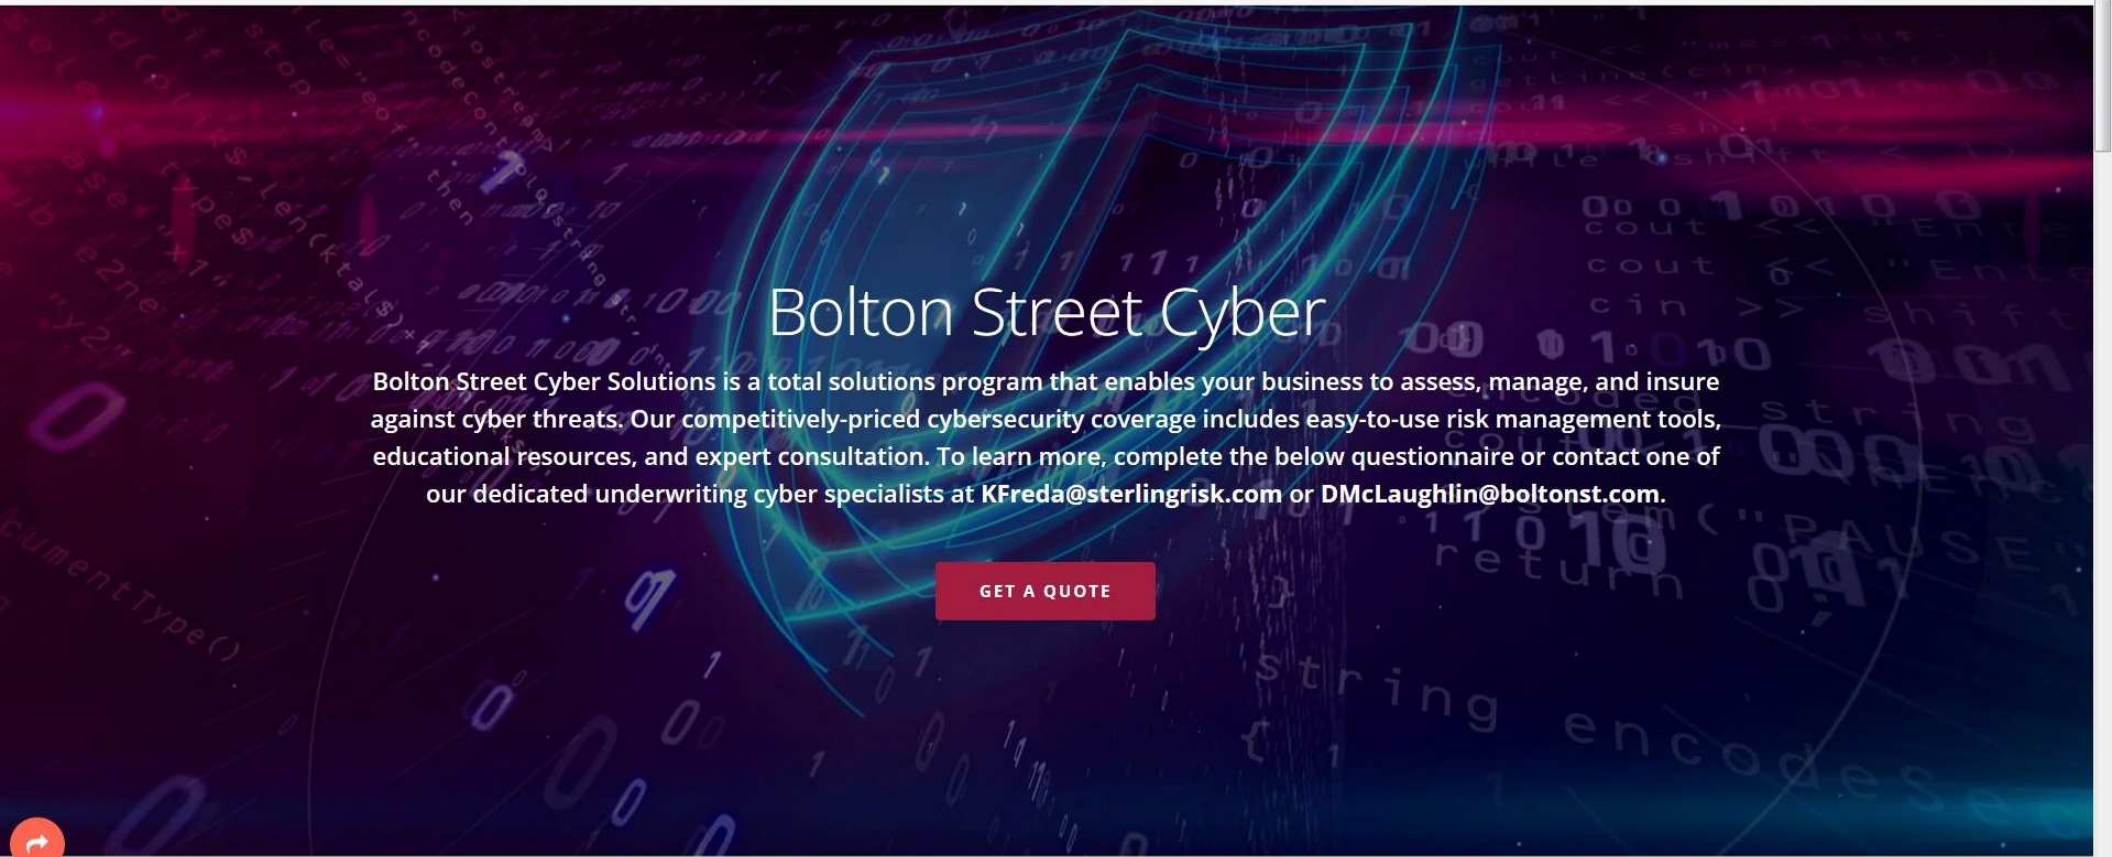 Bolton Street Cyber
Bolton Street Cyber Solutions is a total solutions program that enables your business to assess, manage, and insure
against cyber threats. Our competitively-priced cybersecurity coverage includes easy-to-use risk management tools,
educational resources, and expert consultation. To learn more, complete the below questionnaire or contact one of
our dedicated underwriting cyber specialists at KFreda@sterlingrisk.com or DMcLaughlin@boltonst.com.
GET A QUOTE